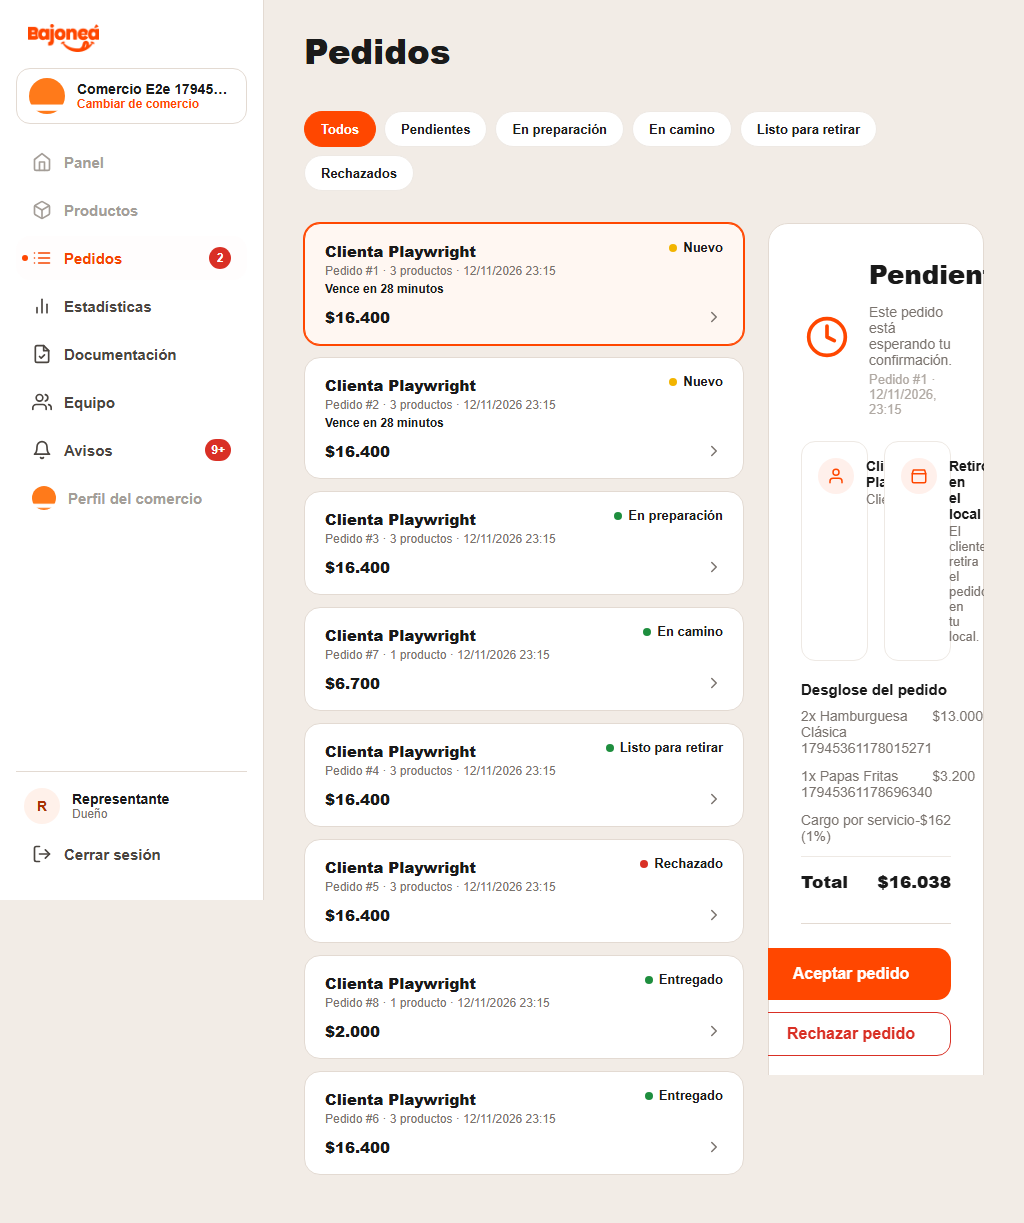 Bajoneá
Comercio E2e 17945...
Cambiar de comercio
Panel
Productos
Pedidos
2
Estadísticas
Documentación
Equipo
Avisos
9+
Perfil del comercio
R
Representante
Dueño
Cerrar sesión
Pedidos
Todos
Pendientes
En preparación
En camino
Listo para retirar
Rechazados
Clienta Playwright
Nuevo
Pedido #1 · 3 productos · 12/11/2026 23:15
Vence en 28 minutos
$16.400
Clienta Playwright
Nuevo
Pedido #2 · 3 productos · 12/11/2026 23:15
Vence en 28 minutos
$16.400
Clienta Playwright
En preparación
Pedido #3 · 3 productos · 12/11/2026 23:15
$16.400
Clienta Playwright
En camino
Pedido #7 · 1 producto · 12/11/2026 23:15
$6.700
Clienta Playwright
Listo para retirar
Pedido #4 · 3 productos · 12/11/2026 23:15
$16.400
Clienta Playwright
Rechazado
Pedido #5 · 3 productos · 12/11/2026 23:15
$16.400
Clienta Playwright
Entregado
Pedido #8 · 1 producto · 12/11/2026 23:15
$2.000
Clienta Playwright
Entregado
Pedido #6 · 3 productos · 12/11/2026 23:15
$16.400
Pendien
Este pedido
está
esperando tu
confirmación.
Pedido #1 ·
12/11/2026,
23:15
Cli
Pla
Clie
Retiro
en
el
local
El
cliente
retira
el
pedido
en
tu
local.
Desglose del pedido
2x Hamburguesa
Clásica
17945361178015271
$13.000
1x Papas Fritas
17945361178696340
$3.200
Cargo por servicio
(1%)
-$162
Total
$16.038
Aceptar pedido
Rechazar pedido